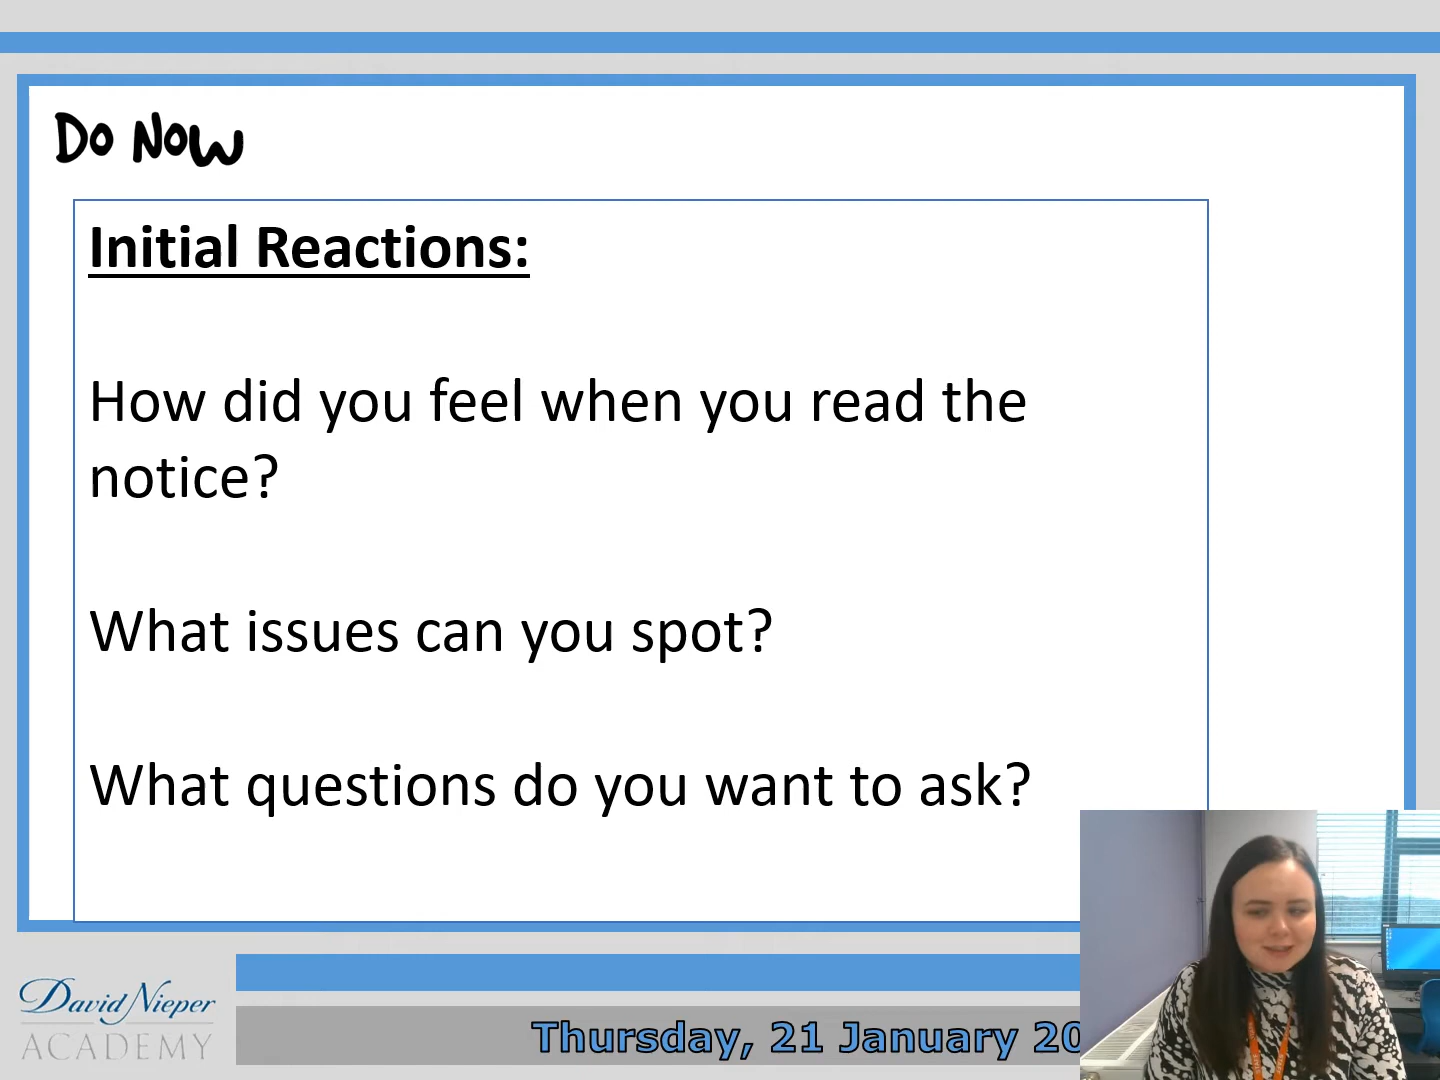 Do Now
Initial Reactions:
How did you feel when you read the
notice?
What issues can you spot?
What questions do you want to ask?
David Nieper
ACADEMY
Thursday, 21 January 20